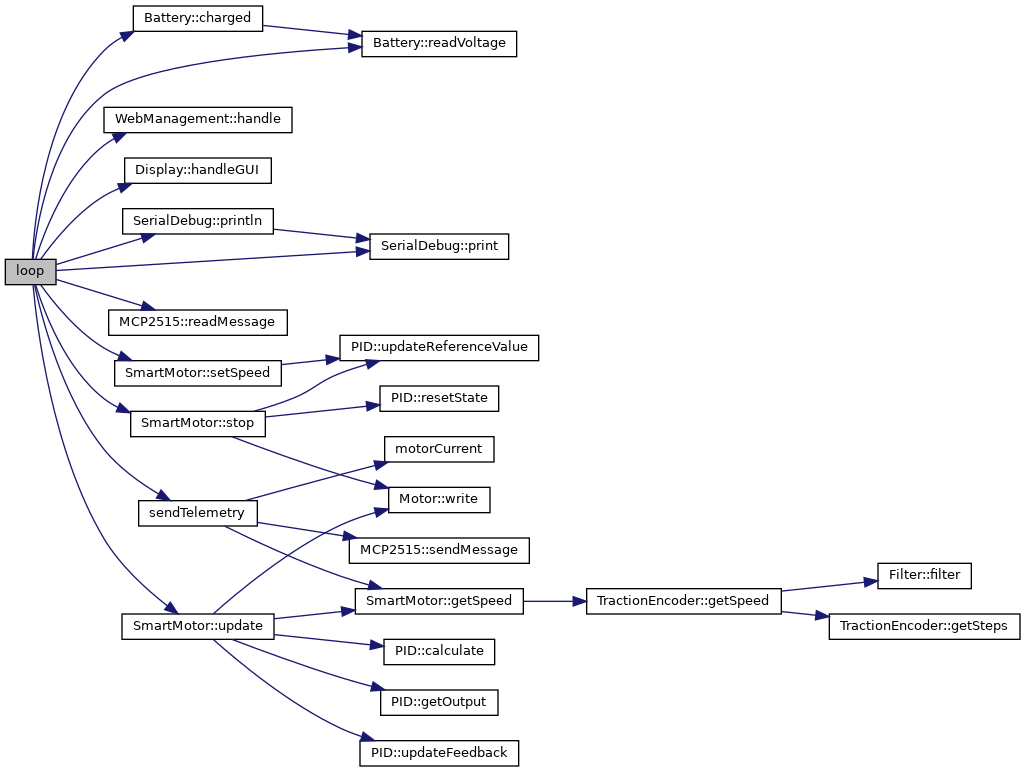 Battery::charged
Battery::readVoltage
WebManagement::handle
Display::handleGUI
SerialDebug::println
SerialDebug::print
loop
MCP2515::readMessage
PID::updateReferenceValue
SmartMotor::setSpeed
PID::resetState
SmartMotor::stop
motorCurrent
Motor::write
sendTelemetry
MCP2515::sendMessage
Filter::filter
SmartMotor::getSpeed
TractionEncoder::getSpeed
SmartMotor::update
TractionEncoder::getSteps
PID::calculate
PID::getOutput
PID::updateFeedback